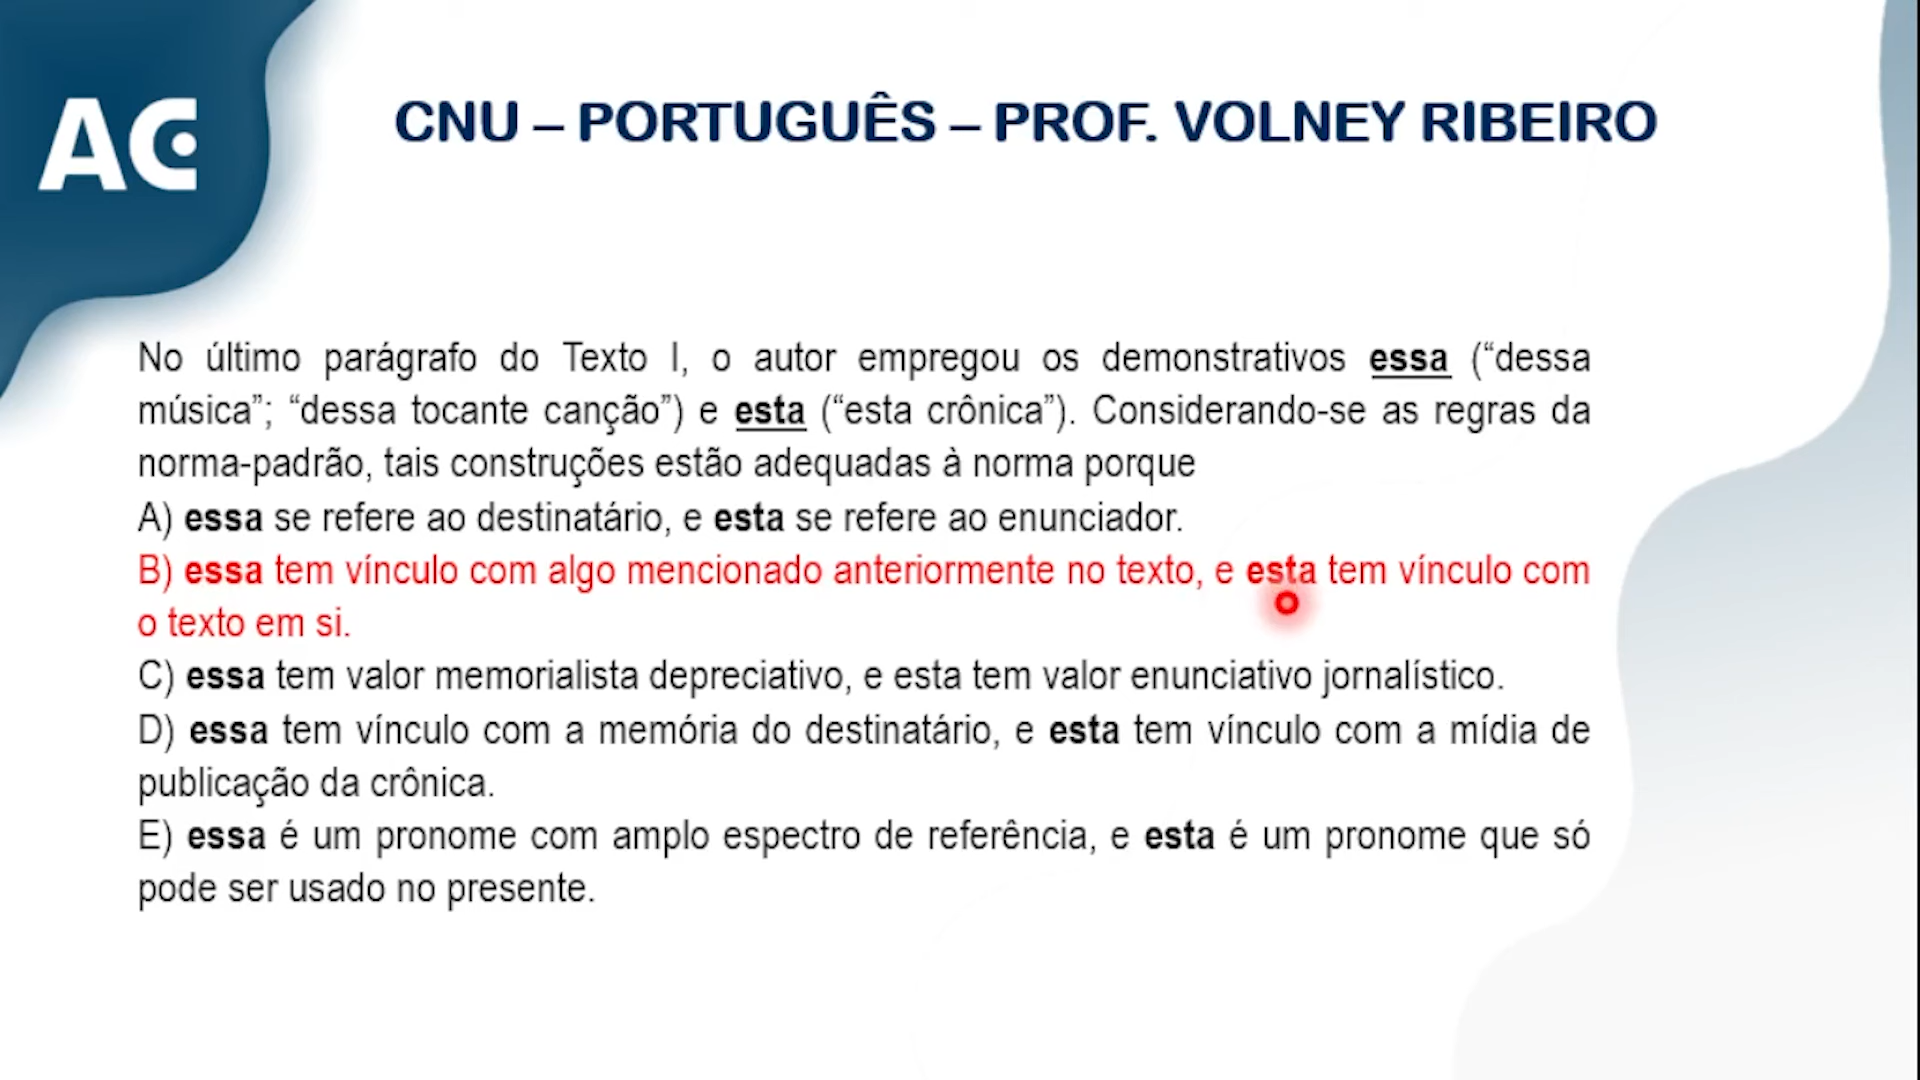 AC
CNU – PORTUGUÊS – PROF. VOLNEY RIBEIRO
No último parágrafo do Texto I, o autor empregou os demonstrativos essa (“dessa
música”; “dessa tocante canção”) e esta (“esta crônica”). Considerando-se as regras da
norma-padrão, tais construções estão adequadas à norma porque
A) essa se refere ao destinatário, e esta se refere ao enunciador.
B) essa tem vínculo com algo mencionado anteriormente no texto, e esta tem vínculo com
o texto em si.
C) essa tem valor memorialista depreciativo, e esta tem valor enunciativo jornalístico.
D) essa tem vínculo com a memória do destinatário, e esta tem vínculo com a mídia de
publicação da crônica.
E) essa é um pronome com amplo espectro de referência, e esta é um pronome que só
pode ser usado no presente.